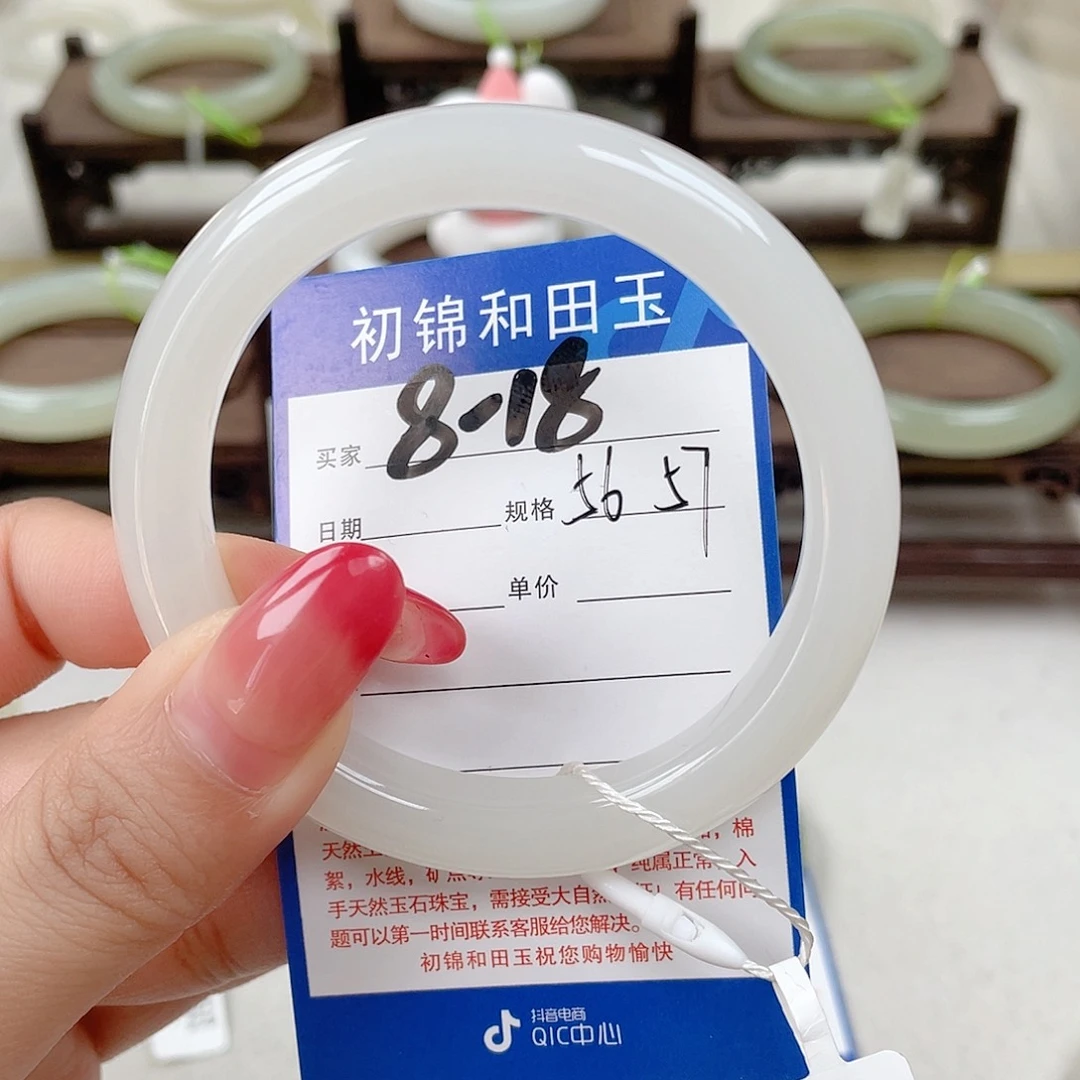 初锦和田玉
买家 8-18
日期 规格 56 57
单价
棉
天然
絮，水线，矿 纯属正常 入
手天然玉石珠宝，需接受大自然 有任何问
题可以第一时间联系客服给您解决。
初锦和田玉祝您购物愉快
抖音电商
QIC中心